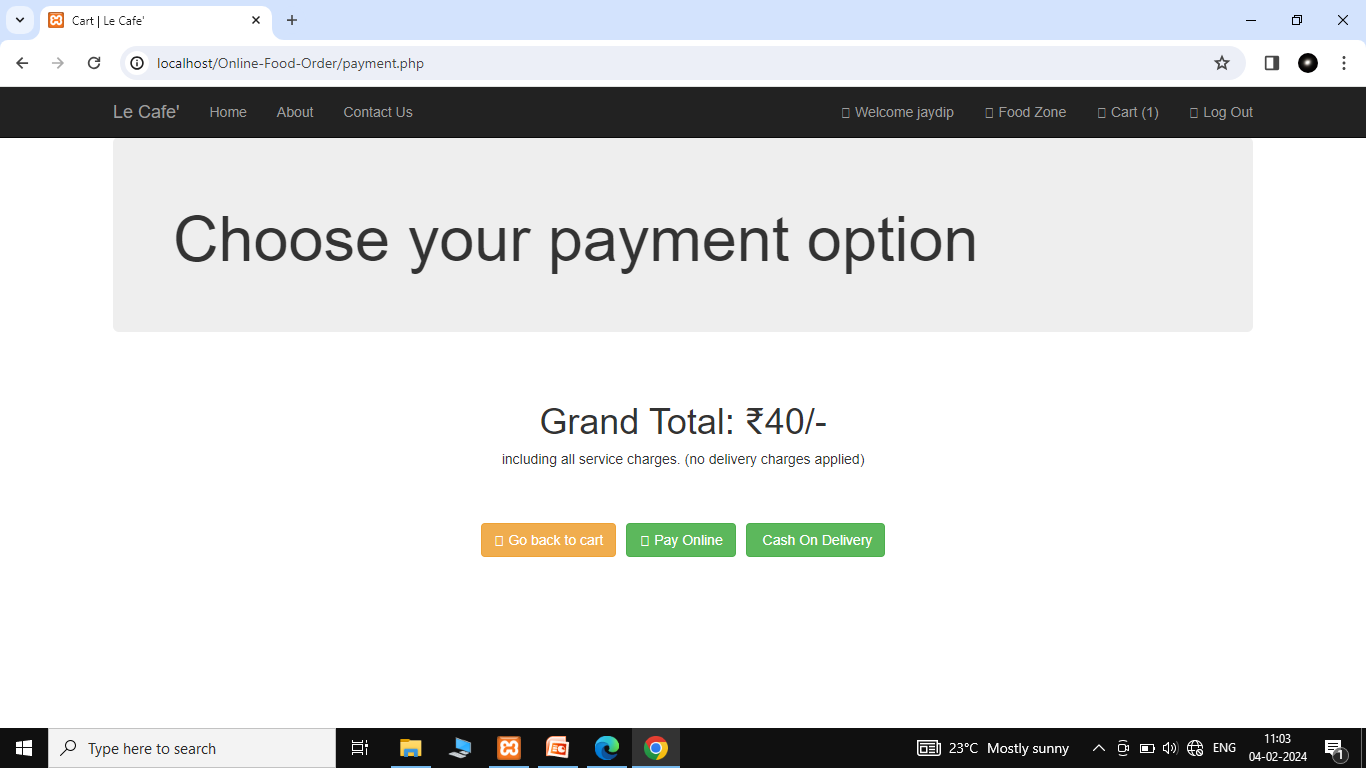 Cart | Le Cafe'
localhost/Online-Food-Order/payment.php
Le Cafe' Home About Contact Us Welcome jaydip Food Zone Cart (1) Log Out
Choose your payment option
Grand Total: ₹40/-
including all service charges. (no delivery charges applied)
Go back to cart Pay Online Cash On Delivery
Type here to search 23°C Mostly sunny ENG 11:03
04-02-2024 1